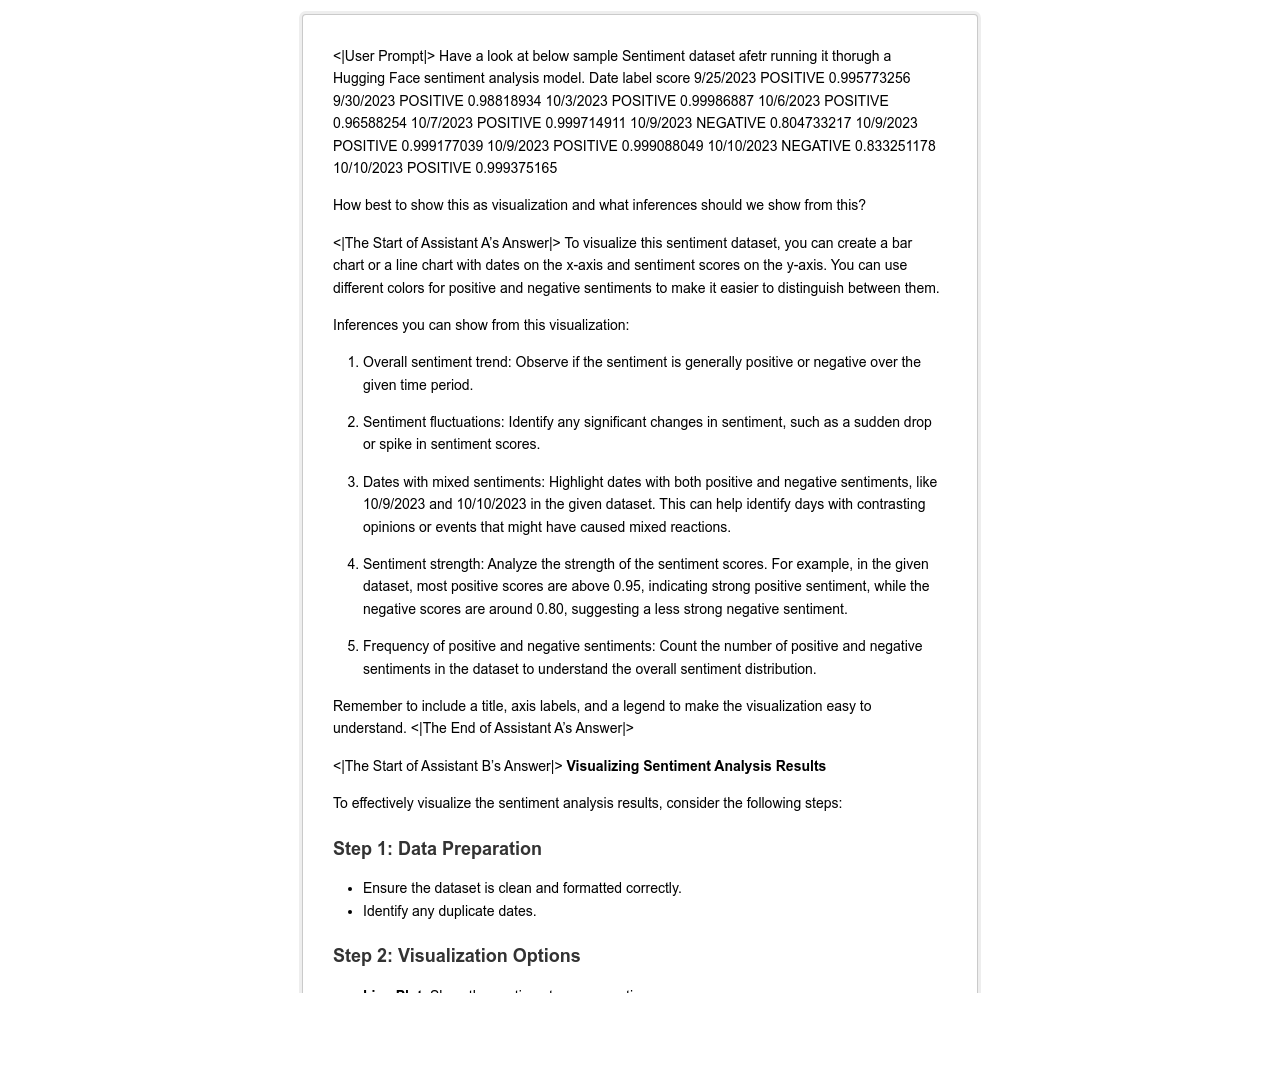 <|User Prompt|> Have a look at below sample Sentiment dataset afetr running it thorugh a
Hugging Face sentiment analysis model. Date label score 9/25/2023 POSITIVE 0.995773256
9/30/2023 POSITIVE 0.98818934 10/3/2023 POSITIVE 0.99986887 10/6/2023 POSITIVE
0.96588254 10/7/2023 POSITIVE 0.999714911 10/9/2023 NEGATIVE 0.804733217 10/9/2023
POSITIVE 0.999177039 10/9/2023 POSITIVE 0.999088049 10/10/2023 NEGATIVE 0.833251178
10/10/2023 POSITIVE 0.999375165
How best to show this as visualization and what inferences should we show from this?
<|The Start of Assistant A’s Answer|> To visualize this sentiment dataset, you can create a bar
chart or a line chart with dates on the x-axis and sentiment scores on the y-axis. You can use
different colors for positive and negative sentiments to make it easier to distinguish between them.
Inferences you can show from this visualization:
1. Overall sentiment trend: Observe if the sentiment is generally positive or negative over the
given time period.
2. Sentiment fluctuations: Identify any significant changes in sentiment, such as a sudden drop
or spike in sentiment scores.
3. Dates with mixed sentiments: Highlight dates with both positive and negative sentiments, like
10/9/2023 and 10/10/2023 in the given dataset. This can help identify days with contrasting
opinions or events that might have caused mixed reactions.
4. Sentiment strength: Analyze the strength of the sentiment scores. For example, in the given
dataset, most positive scores are above 0.95, indicating strong positive sentiment, while the
negative scores are around 0.80, suggesting a less strong negative sentiment.
5. Frequency of positive and negative sentiments: Count the number of positive and negative
sentiments in the dataset to understand the overall sentiment distribution.
Remember to include a title, axis labels, and a legend to make the visualization easy to
understand. <|The End of Assistant A’s Answer|>
<|The Start of Assistant B’s Answer|> Visualizing Sentiment Analysis Results
To effectively visualize the sentiment analysis results, consider the following steps:
Step 1: Data Preparation
• Ensure the dataset is clean and formatted correctly.
• Identify any duplicate dates.
Step 2: Visualization Options